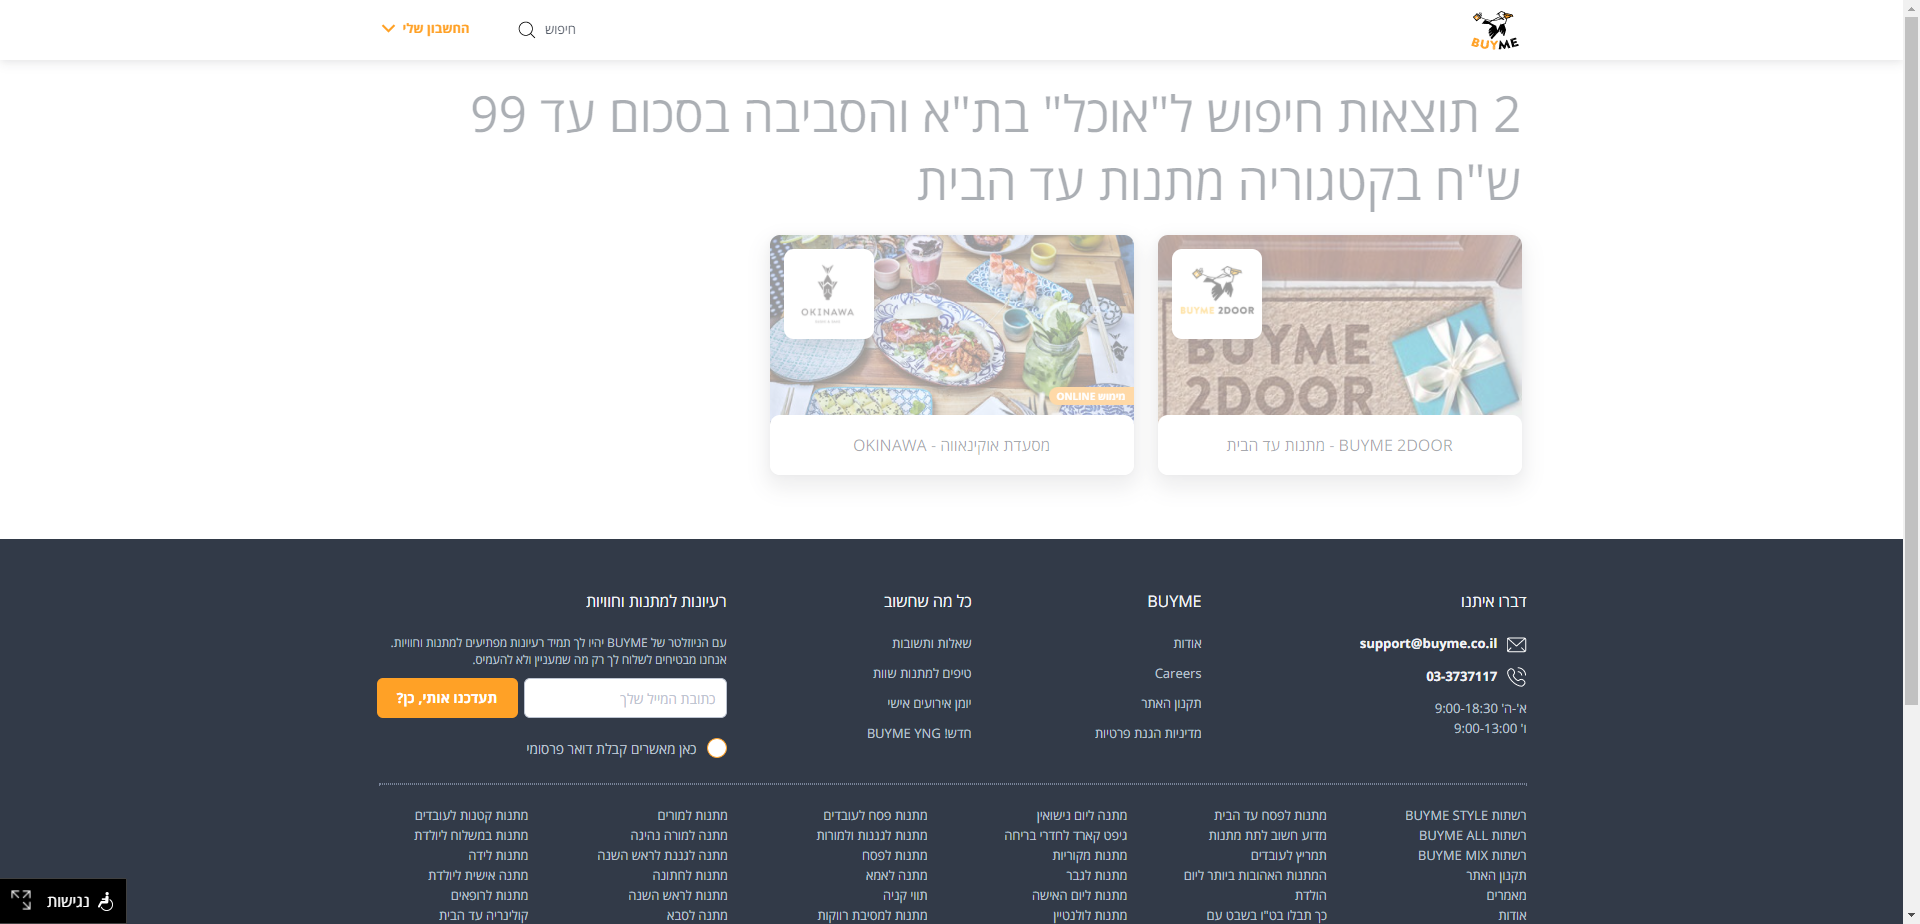 BUYME
חיפוש
החשבון שלי
2 תוצאות חיפוש ל"אוכל" בת"א והסביבה בסכום עד 99
ש"ח בקטגוריה מתנות עד הבית
BUYME 2DOOR
BUYME
2DOOR
BUYME 2DOOR - מתנות עד הבית
OKINAWA
מימוש ONLINE
מסעדת אוקינאווה - OKINAWA
דברו איתנו
support@buyme.co.il
03-3737117
א'-ה' 9:00-18:30
ו' 9:00-13:00
BUYME
אודות
Careers
תקנון האתר
מדיניות הגנת פרטיות
כל מה שחשוב
שאלות ותשובות
טיפים למתנות שוות
יומן אירועים אישי
חדש! BUYME YNG
רעיונות למתנות וחוויות
עם הניוזלטר של BUYME יהיו לך תמיד רעיונות מפתיעים למתנות וחוויות.
אנחנו מבטיחים לשלוח לך רק מה שמעניין ולא להעמיס.
כתובת המייל שלך
תעדכנו אותי, כן?
כאן מאשרים קבלת דואר פרסומי
רשתות BUYME STYLE
רשתות BUYME ALL
רשתות BUYME MIX
תקנון האתר
מאמרים
אודות
מתנות לפסח עד הבית
מדוע חשוב לתת מתנות
תמריץ לעובדים
המתנות האהובות ביותר ליום
הולדת
כך תבלו בט"ו בשבט עם
מתנה ליום נישואין
גיפט קארד לחדרי בריחה
מתנות מקוריות
מתנות לגבר
מתנות ליום האישה
מתנות לולנטיין
מתנות פסח לעובדים
מתנות לגננות ולמורות
מתנות לפסח
מתנה לאמא
תווי קניה
מתנות למסיבת רווקות
מתנות למורים
מתנה למורה נהיגה
מתנה לגננת לראש השנה
מתנות לחתונה
מתנות לראש השנה
מתנה לסבא
מתנות קטנות לעובדים
מתנות במשלוח ליולדת
מתנות לידה
מתנה אישית ליולדת
מתנות לרופאים
קולינריה עד הבית
נגישות